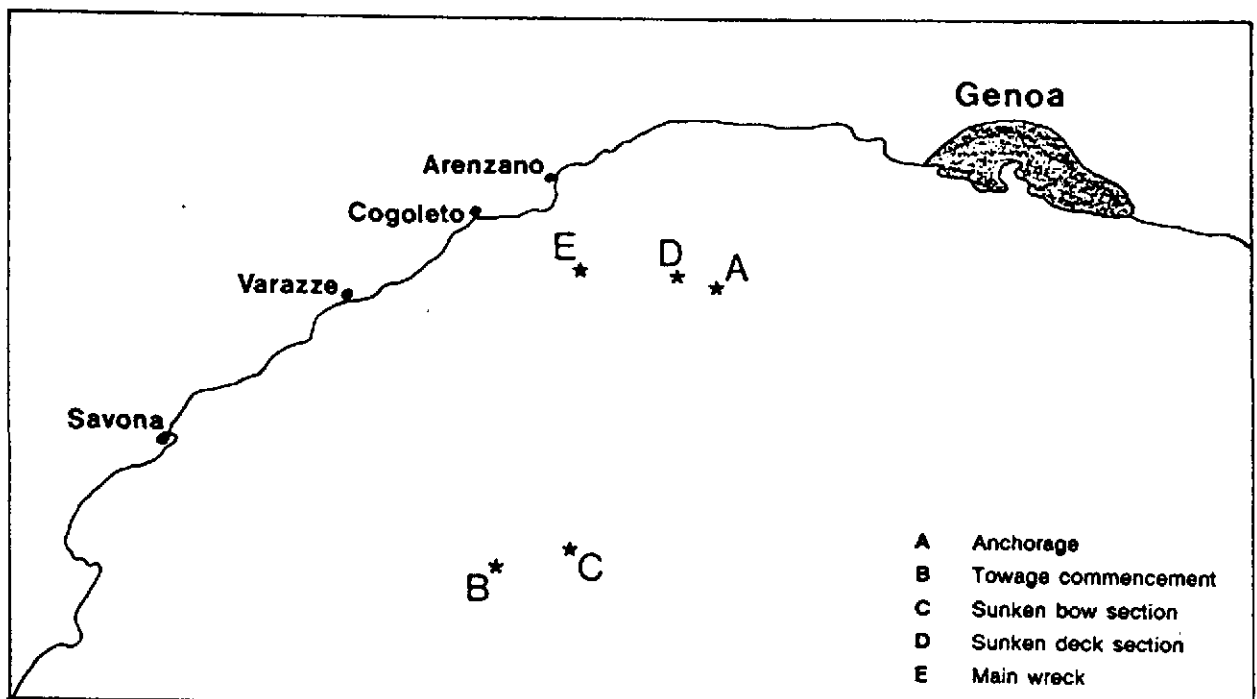 Genoa
Arenzano
Cogoleto
E
D
A
Varazze
Savona
B
C
A Anchorage
B Towage commencement
C Sunken bow section
D Sunken deck section
E Main wreck